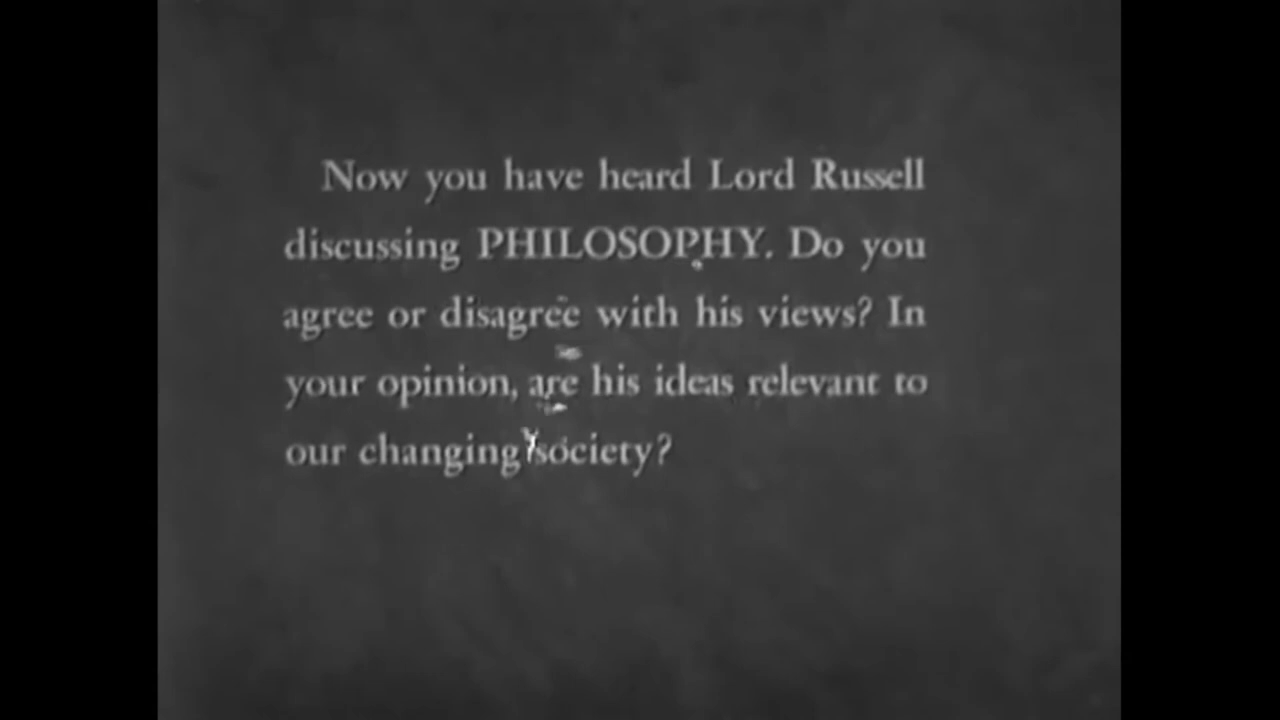 Now you have heard Lord Russell
discussing PHILOSOPHY. Do you
agree or disagree with his views? In
your opinion, are his ideas relevant to
our changing society?